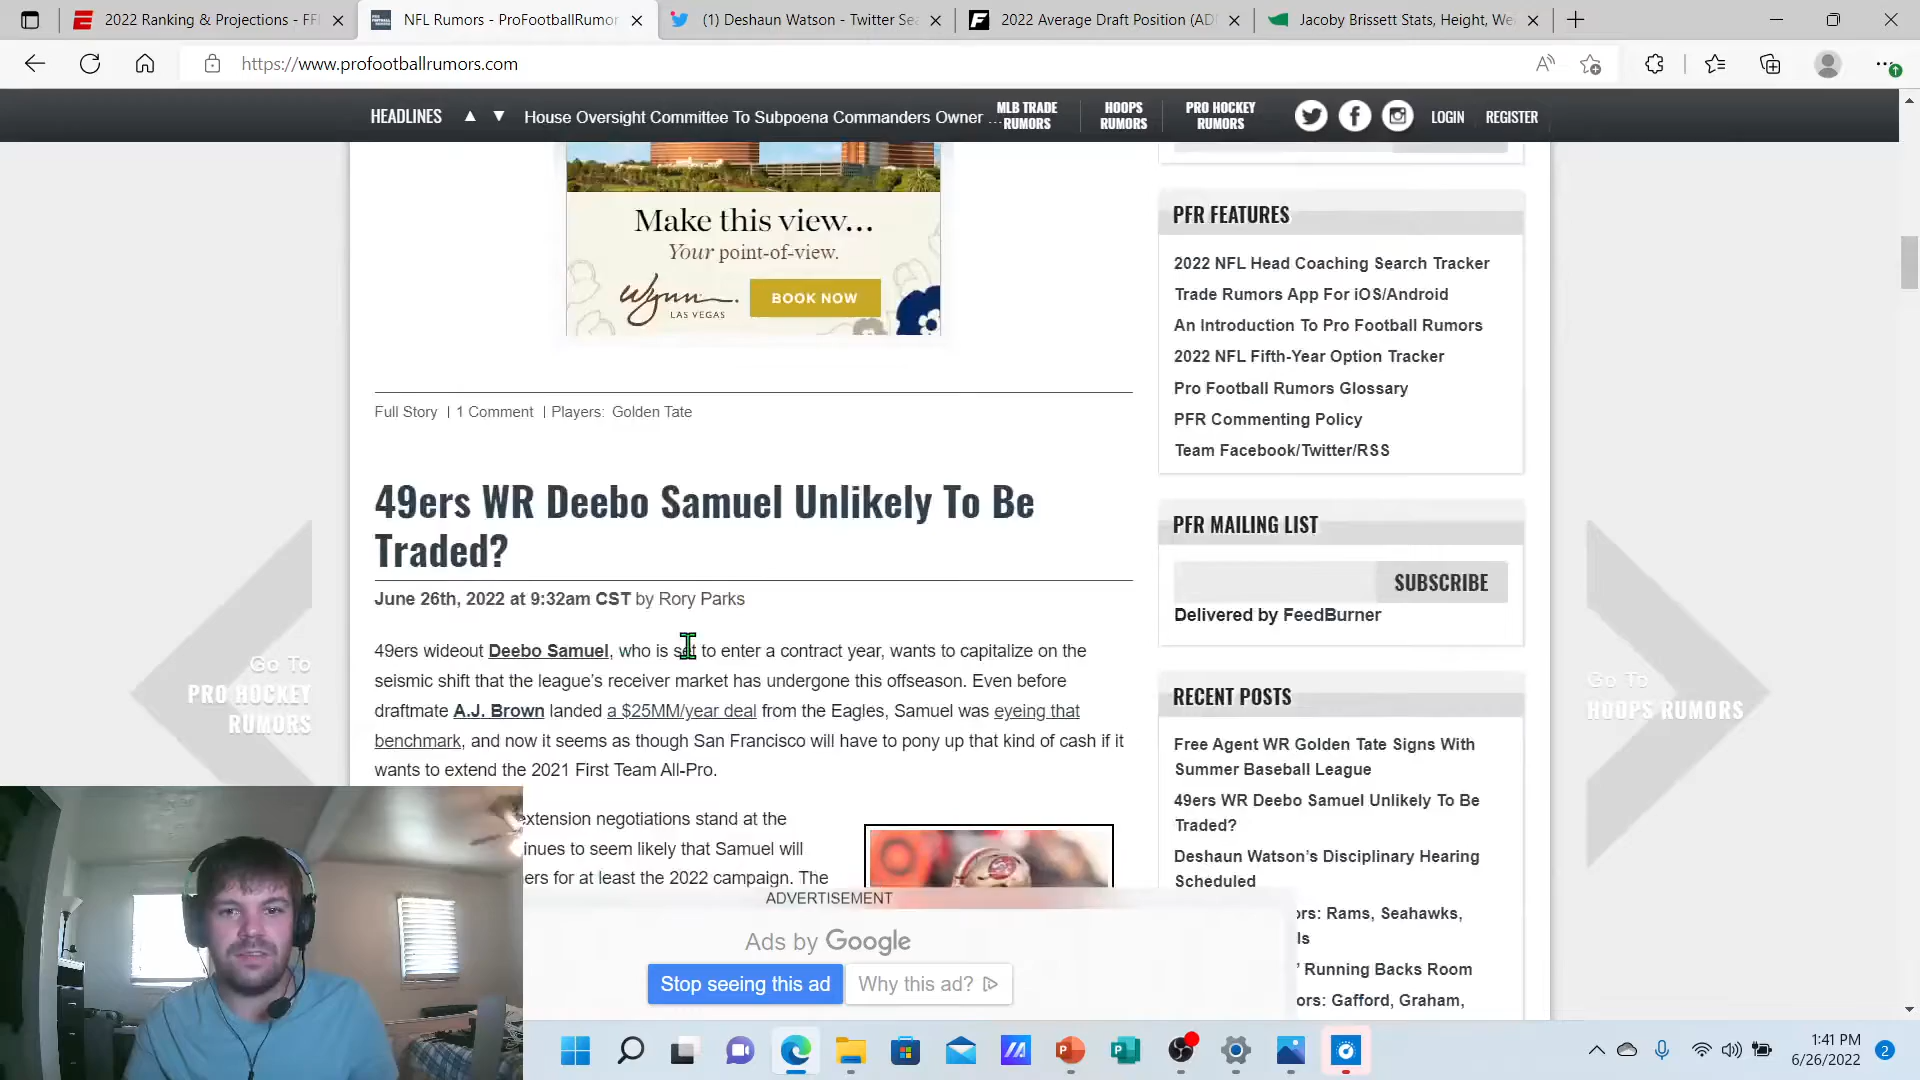 2022 Ranking & Projections - FF
NFL Rumors - ProFootballRumor
(1) Deshaun Watson - Twitter Se
2022 Average Draft Position (AD
Jacoby Brissett Stats, Height, We
https://www.profootballrumors.com
HEADLINES ▲ ▼ House Oversight Committee To Subpoena Commanders Owner ...
MLB TRADE RUMORS
HOOPS RUMORS
PRO HOCKEY RUMORS
LOGIN
REGISTER
Make this view...
Your point-of-view.
Wynn
LAS VEGAS
BOOK NOW
Full Story | 1 Comment | Players: Golden Tate
49ers WR Deebo Samuel Unlikely To Be
Traded?
June 26th, 2022 at 9:32am CST by Rory Parks
49ers wideout Deebo Samuel, who is set to enter a contract year, wants to capitalize on the
seismic shift that the league's receiver market has undergone this offseason. Even before
draftmate A.J. Brown landed a $25MM/year deal from the Eagles, Samuel was eyeing that
benchmark, and now it seems as though San Francisco will have to pony up that kind of cash if it
wants to extend the 2021 First Team All-Pro.
extension negotiations stand at the
inues to seem likely that Samuel will
ers for at least the 2022 campaign. The
PFR FEATURES
2022 NFL Head Coaching Search Tracker
Trade Rumors App For iOS/Android
An Introduction To Pro Football Rumors
2022 NFL Fifth-Year Option Tracker
Pro Football Rumors Glossary
PFR Commenting Policy
Team Facebook/Twitter/RSS
PFR MAILING LIST
SUBSCRIBE
Delivered by FeedBurner
RECENT POSTS
Free Agent WR Golden Tate Signs With
Summer Baseball League
49ers WR Deebo Samuel Unlikely To Be
Traded?
Deshaun Watson's Disciplinary Hearing
Scheduled
ors: Rams, Seahawks,
ls
' Running Backs Room
ors: Gafford, Graham,
Go To
PRO HOCKEY
RUMORS
Go To
HOOPS RUMORS
ADVERTISEMENT
Ads by Google
Stop seeing this ad
Why this ad?
1:41 PM
6/26/2022
2